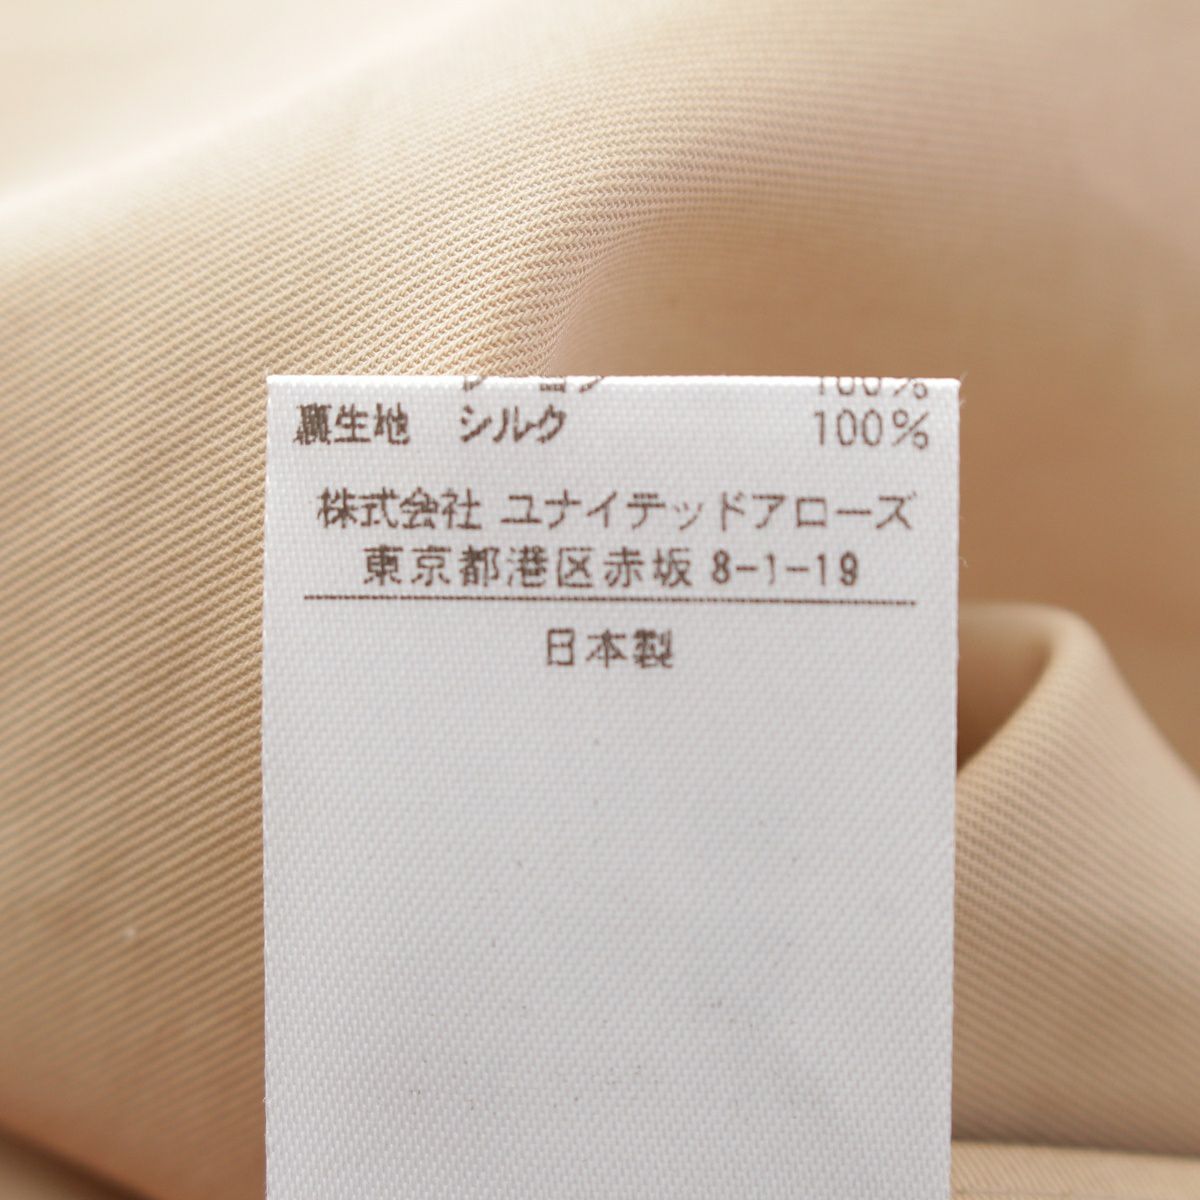 100%
裏生地 シルク 100%
株式会社 ユナイテッドアローズ
東京都港区赤坂 8-1-19
日本製